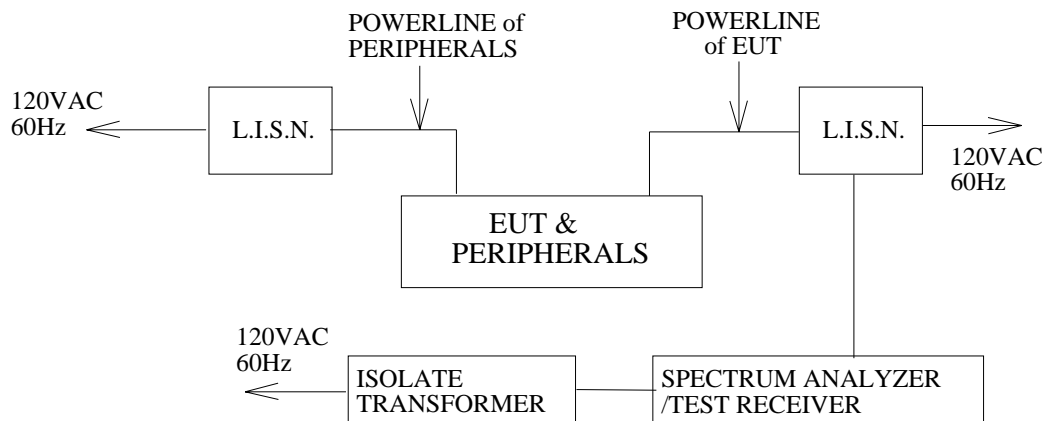 POWERLINE of
PERIPHERALS
POWERLINE
of EUT
120VAC
60Hz
L.I.S.N.
L.I.S.N.
120VAC
60Hz
EUT &
PERIPHERALS
120VAC
60Hz
ISOLATE
TRANSFORMER
SPECTRUM ANALYZER
/TEST RECEIVER